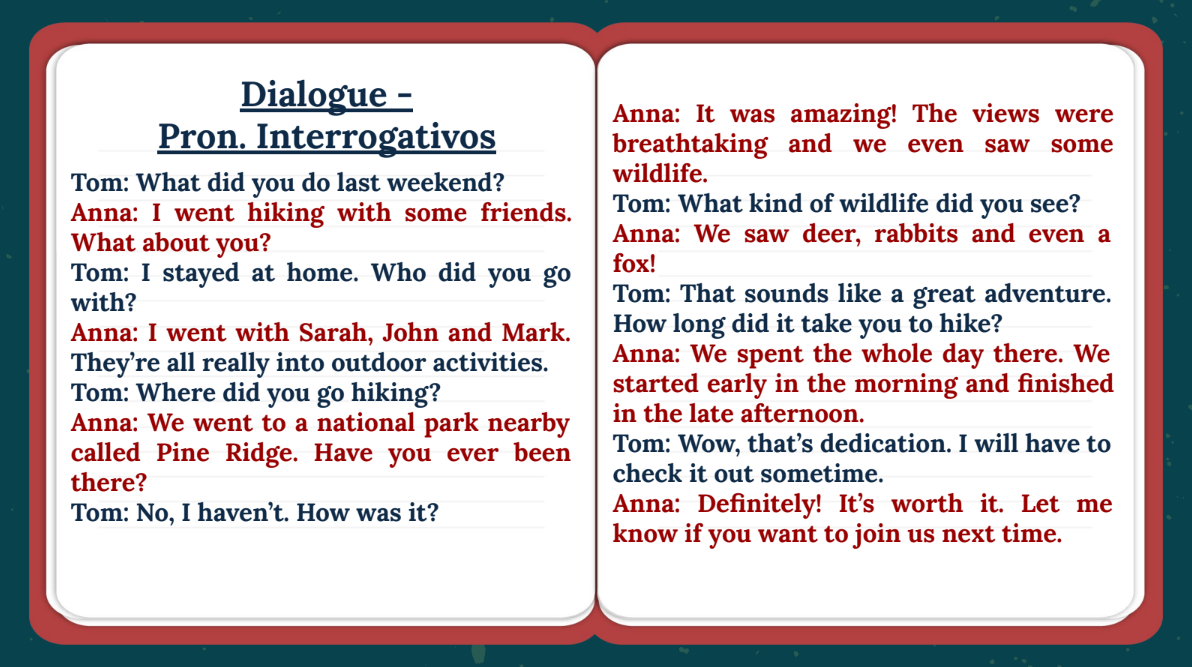 Dialogue -
Pron. Interrogativos
Tom: What did you do last weekend?
Anna: I went hiking with some friends.
What about you?
Tom: I stayed at home. Who did you go
with?
Anna: I went with Sarah, John and Mark.
They’re all really into outdoor activities.
Tom: Where did you go hiking?
Anna: We went to a national park nearby
called Pine Ridge. Have you ever been
there?
Tom: No, I haven’t. How was it?
Anna: It was amazing! The views were
breathtaking and we even saw some
wildlife.
Tom: What kind of wildlife did you see?
Anna: We saw deer, rabbits and even a
fox!
Tom: That sounds like a great adventure.
How long did it take you to hike?
Anna: We spent the whole day there. We
started early in the morning and finished
in the late afternoon.
Tom: Wow, that’s dedication. I will have to
check it out sometime.
Anna: Definitely! It’s worth it. Let me
know if you want to join us next time.